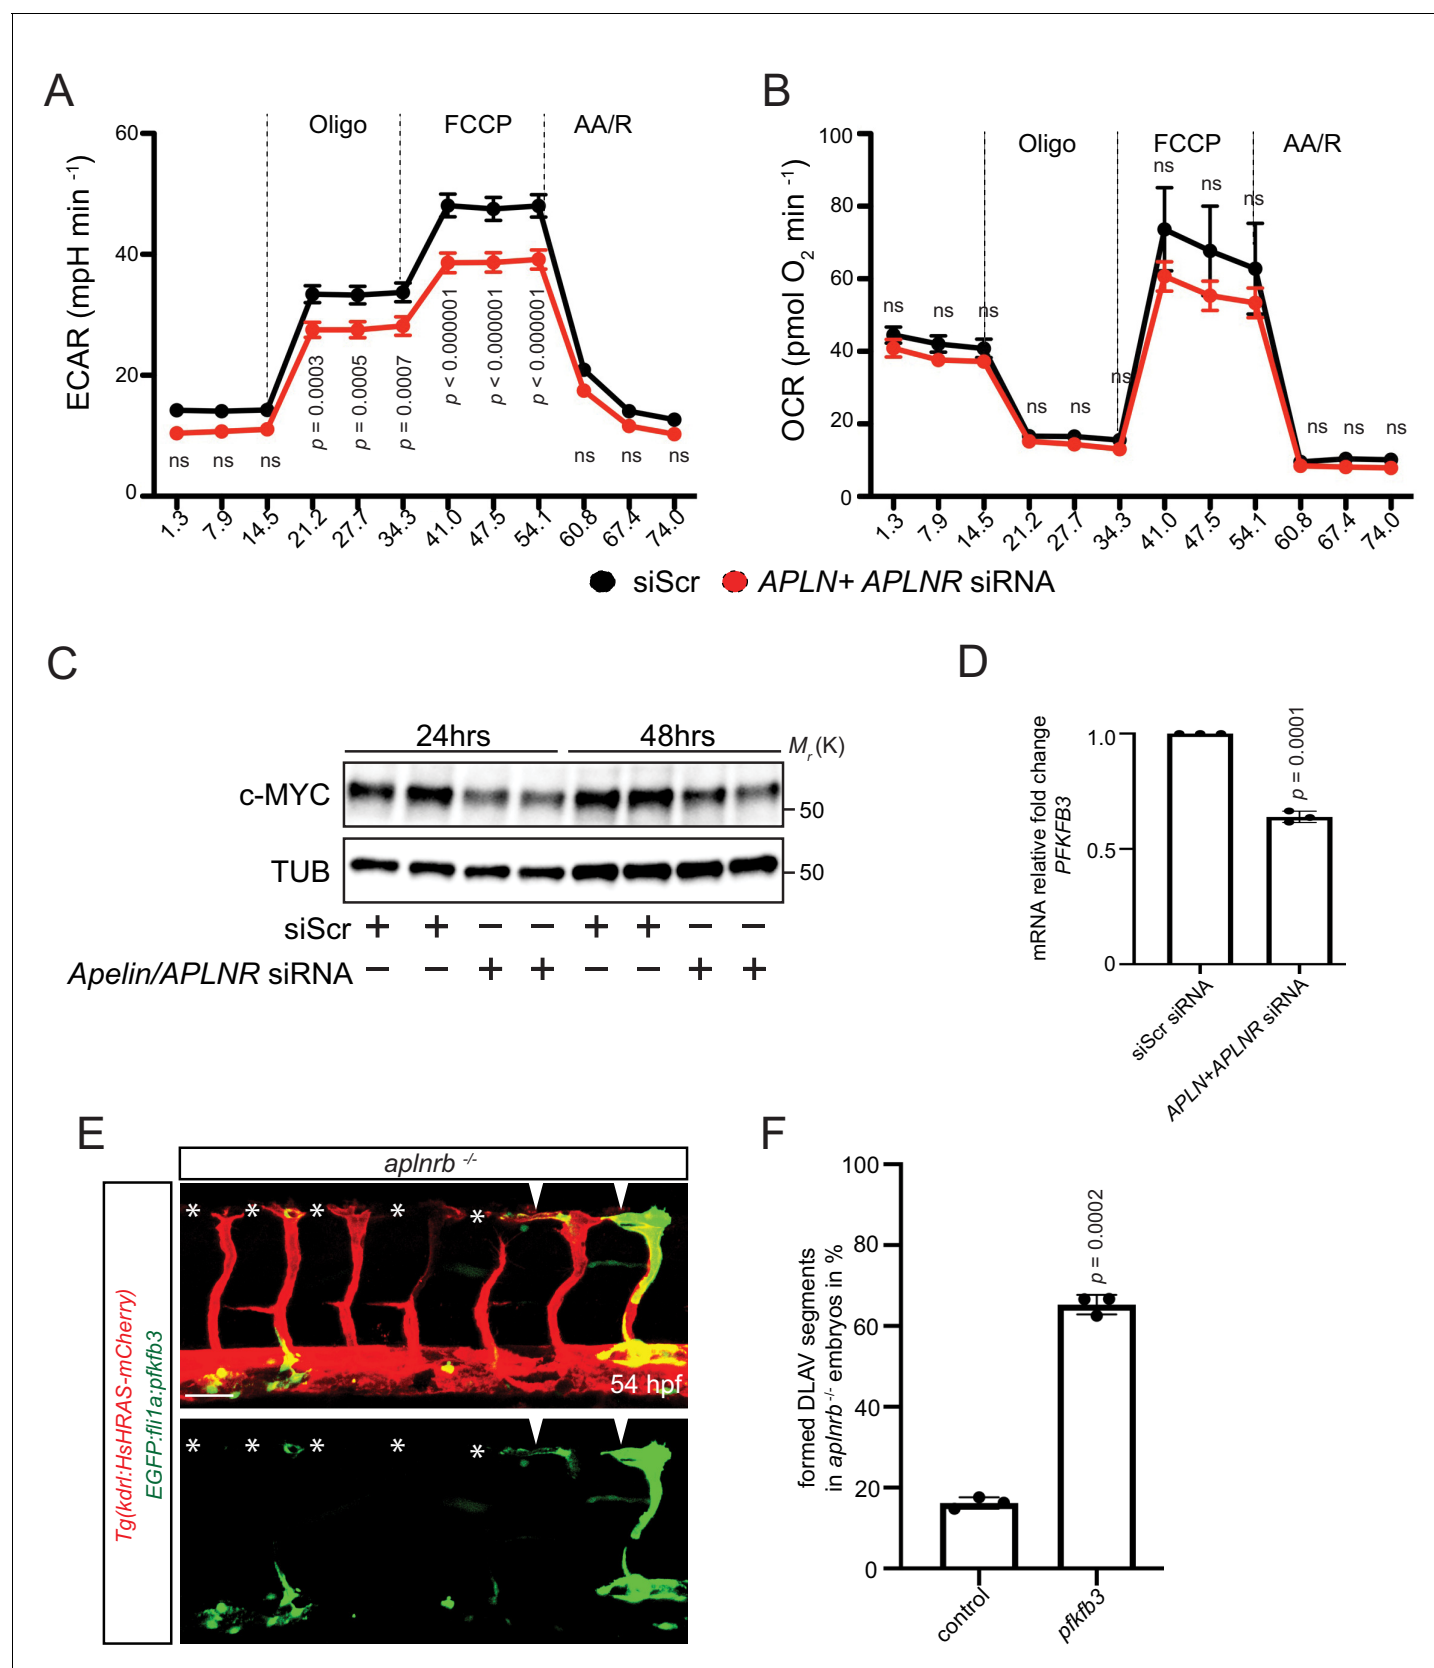 A
Oligo
FCCP
AA/R
60
40
20
0
ECAR (mpH min -1)
p = 0.0003
p = 0.0005
p = 0.0007
p < 0.000001
p < 0.000001
p < 0.000001
ns
ns
ns
ns
ns
ns
1.3
7.9
14.5
21.2
27.7
34.3
41.0
47.5
54.1
60.8
67.4
74.0
B
Oligo
FCCP
AA/R
100
80
60
40
20
0
OCR (pmol O2 min -1)
ns
ns
ns
ns
ns
ns
ns
ns
ns
ns
ns
ns
1.3
7.9
14.5
21.2
27.7
34.3
41.0
47.5
54.1
60.8
67.4
74.0
siScr
APLN+ APLNR siRNA
C
24hrs
48hrs
Mr (K)
c-MYC
50
TUB
50
siScr + + − − + + − −
Apelin/APLNR siRNA − − + + − − + +
D
mRNA relative fold change
PFKFB3
1.0
0.5
0
p = 0.0001
siScr siRNA
APLN+APLNR siRNA
E
aplnrb -/-
Tg(kdrl:HsHRAS-mCherry)
EGFP:fli1a:pfkfb3
* * * * *
54 hpf
* * * * *
F
formed DLAV segments
in aplnrb-/- embryos in %
100
80
60
40
20
0
p = 0.0002
control
pfkfb3